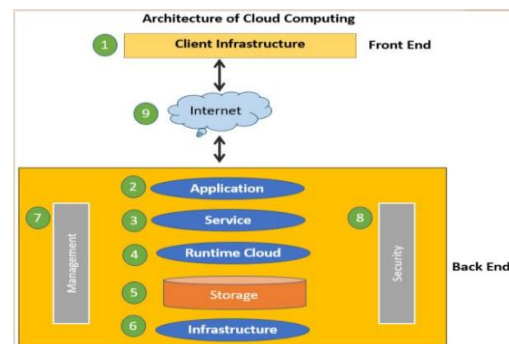 Architecture of Cloud Computing
1 Client Infrastructure Front End
9 Internet
2 Application
7 3 Service 8
4 Runtime Cloud
Management Security
5 Storage Back End
6 Infrastructure